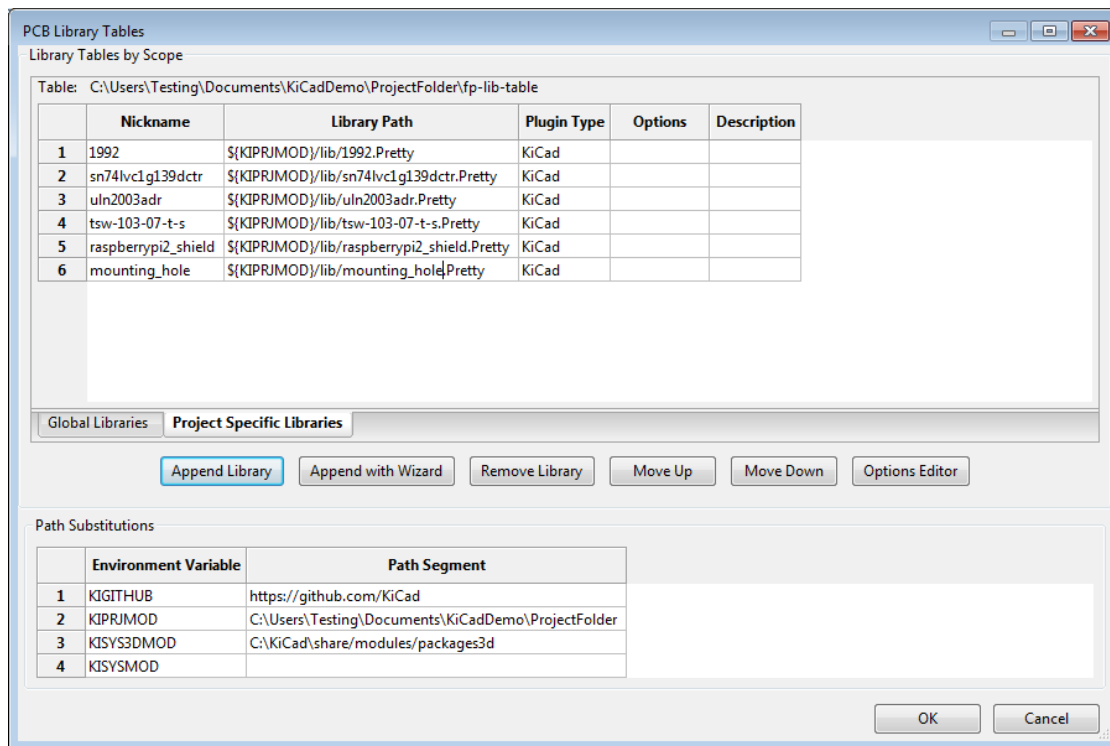 PCB Library Tables
Library Tables by Scope
Table: C:\Users\Testing\Documents\KiCadDemo\ProjectFolder\fp-lib-table
Nickname Library Path Plugin Type Options Description
1 1992 ${KIPRJMOD}/lib/1992.Pretty KiCad
2 sn74lvc1g139dctr ${KIPRJMOD}/lib/sn74lvc1g139dctr.Pretty KiCad
3 uln2003adr ${KIPRJMOD}/lib/uln2003adr.Pretty KiCad
4 tsw-103-07-t-s ${KIPRJMOD}/lib/tsw-103-07-t-s.Pretty KiCad
5 raspberrypi2_shield ${KIPRJMOD}/lib/raspberrypi2_shield.Pretty KiCad
6 mounting_hole ${KIPRJMOD}/lib/mounting_hole.Pretty KiCad
Global Libraries Project Specific Libraries
Append Library Append with Wizard Remove Library Move Up Move Down Options Editor
Path Substitutions
Environment Variable Path Segment
1 KIGITHUB https://github.com/KiCad
2 KIPRJMOD C:\Users\Testing\Documents\KiCadDemo\ProjectFolder
3 KISYS3DMOD C:\KiCad\share/modules/packages3d
4 KISYSMOD
OK Cancel